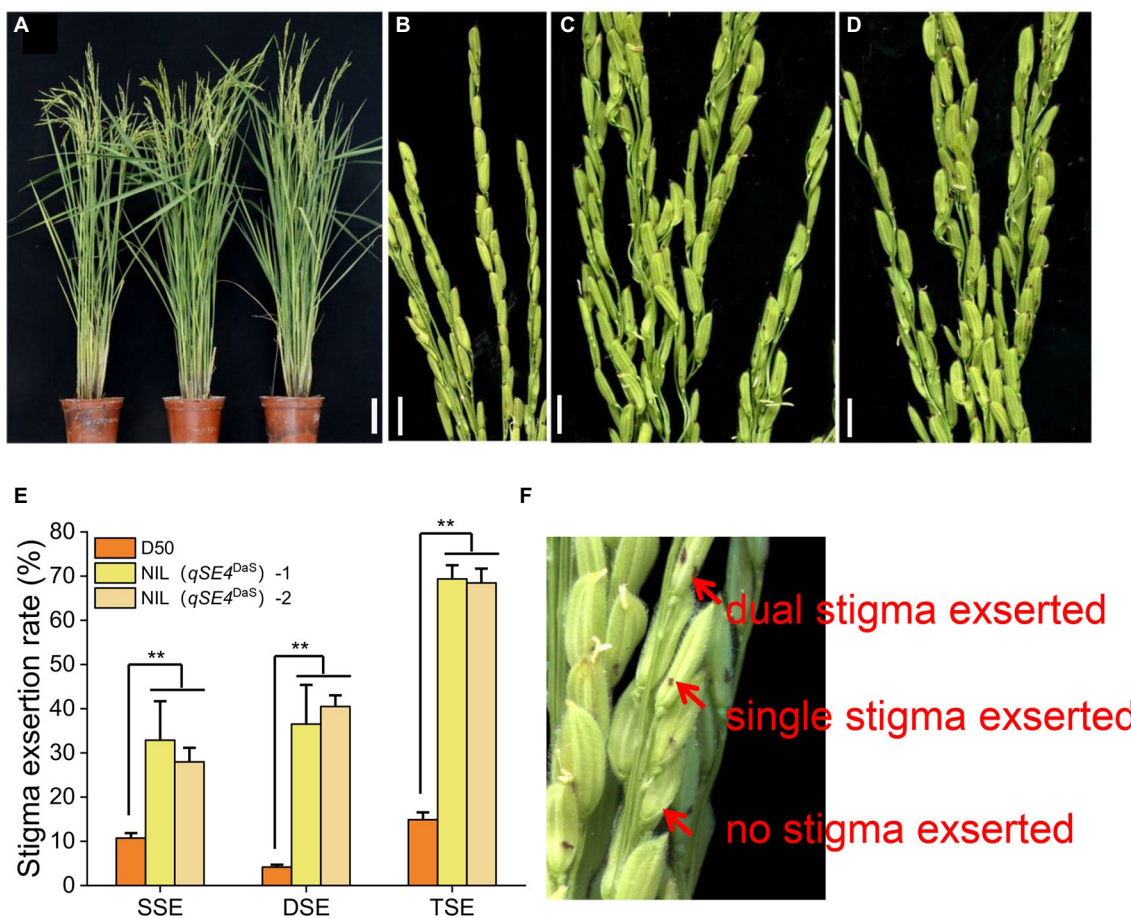 A
B
C
D
E
F
Stigma exsertion rate (%)
80
70
60
50
40
30
20
10
0
D50
NIL (qSE4DaS) -1
NIL (qSE4DaS) -2
**
**
**
SSE
DSE
TSE
dual stigma exserted
single stigma exserted
no stigma exserted